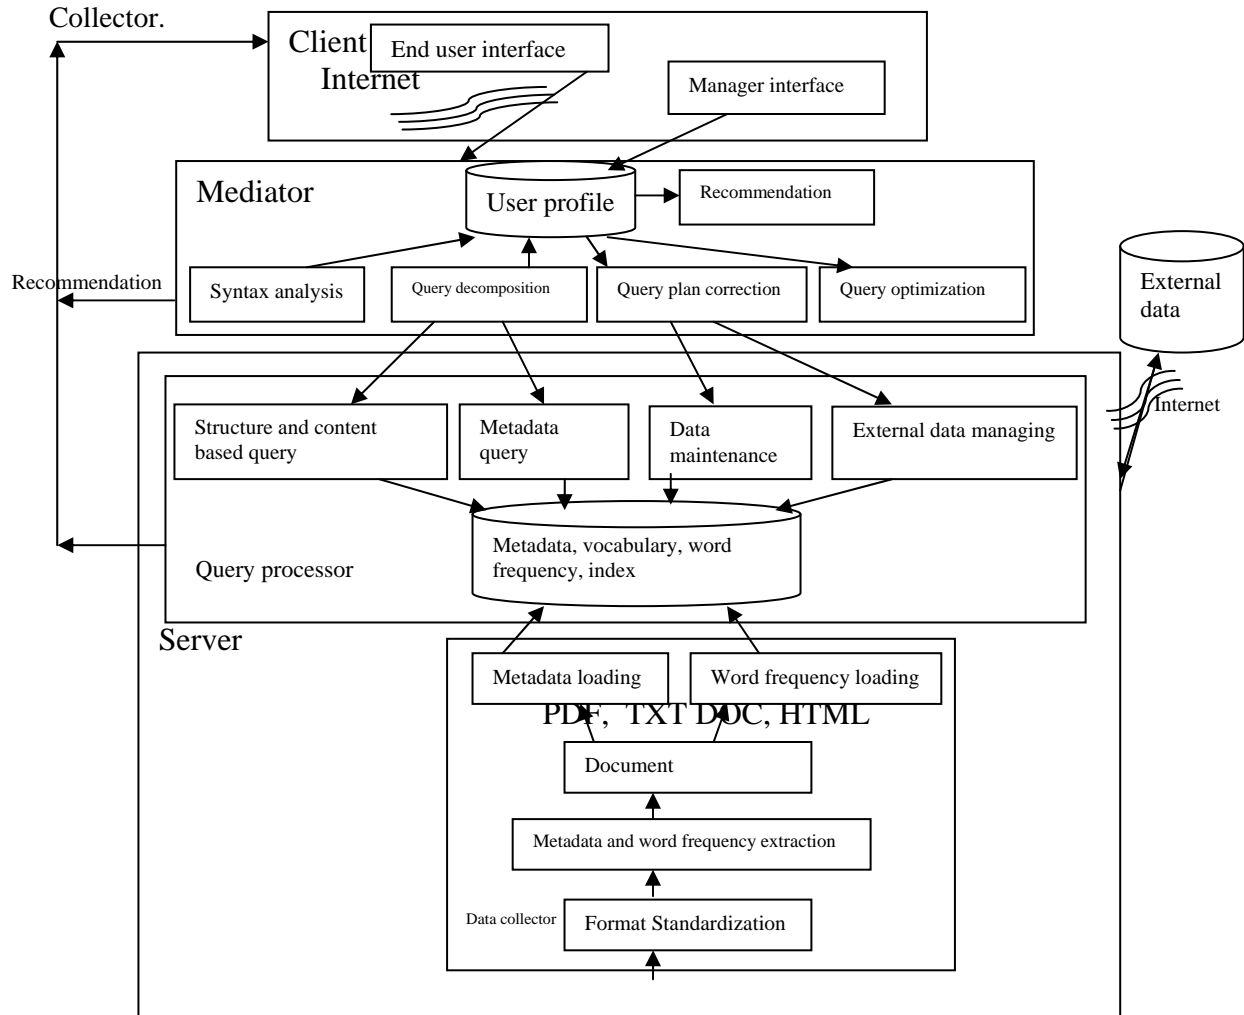 Collector.
Client
End user interface
Internet
Manager interface
Mediator
User profile
Recommendation
Recommendation
Syntax analysis
Query decomposition
Query plan correction
Query optimization
External
data
Internet
Structure and content
based query
Metadata
query
Data
maintenance
External data managing
Metadata, vocabulary, word
frequency, index
Query processor
Server
Metadata loading
Word frequency loading
PDF, TXT DOC, HTML
Document
Metadata and word frequency extraction
Data collector
Format Standardization